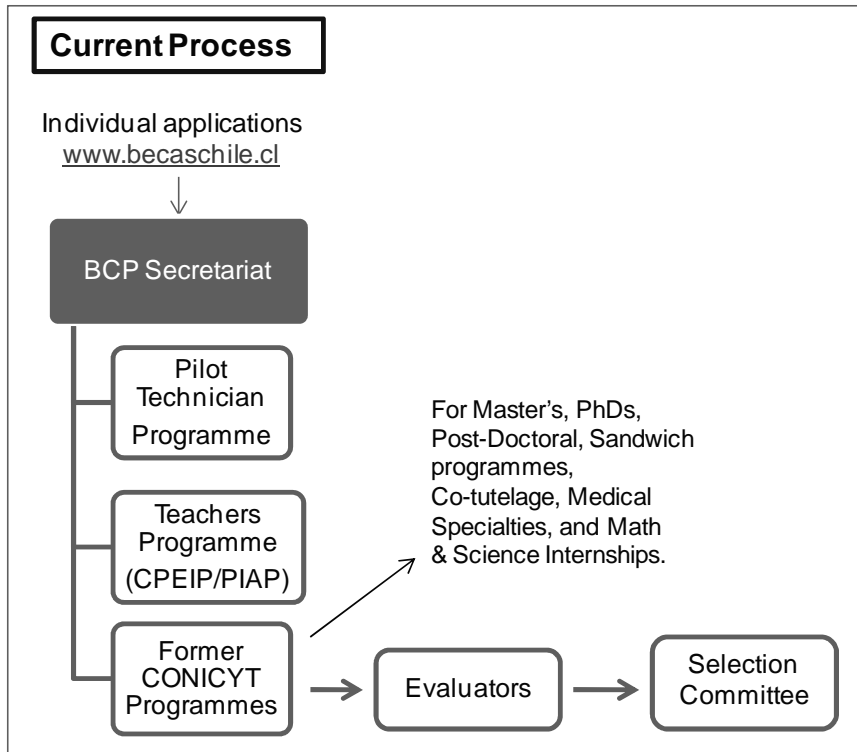 Current Process
Individual applications
www.becaschile.cl
BCP Secretariat
Pilot
Technician
Programme
For Master's, PhDs,
Post-Doctoral, Sandwich
programmes,
Co-tutelage, Medical
Specialties, and Math
& Science Internships.
Teachers
Programme
(CPEIP/PIAP)
Former
CONICYT
Programmes
Evaluators
Selection
Committee